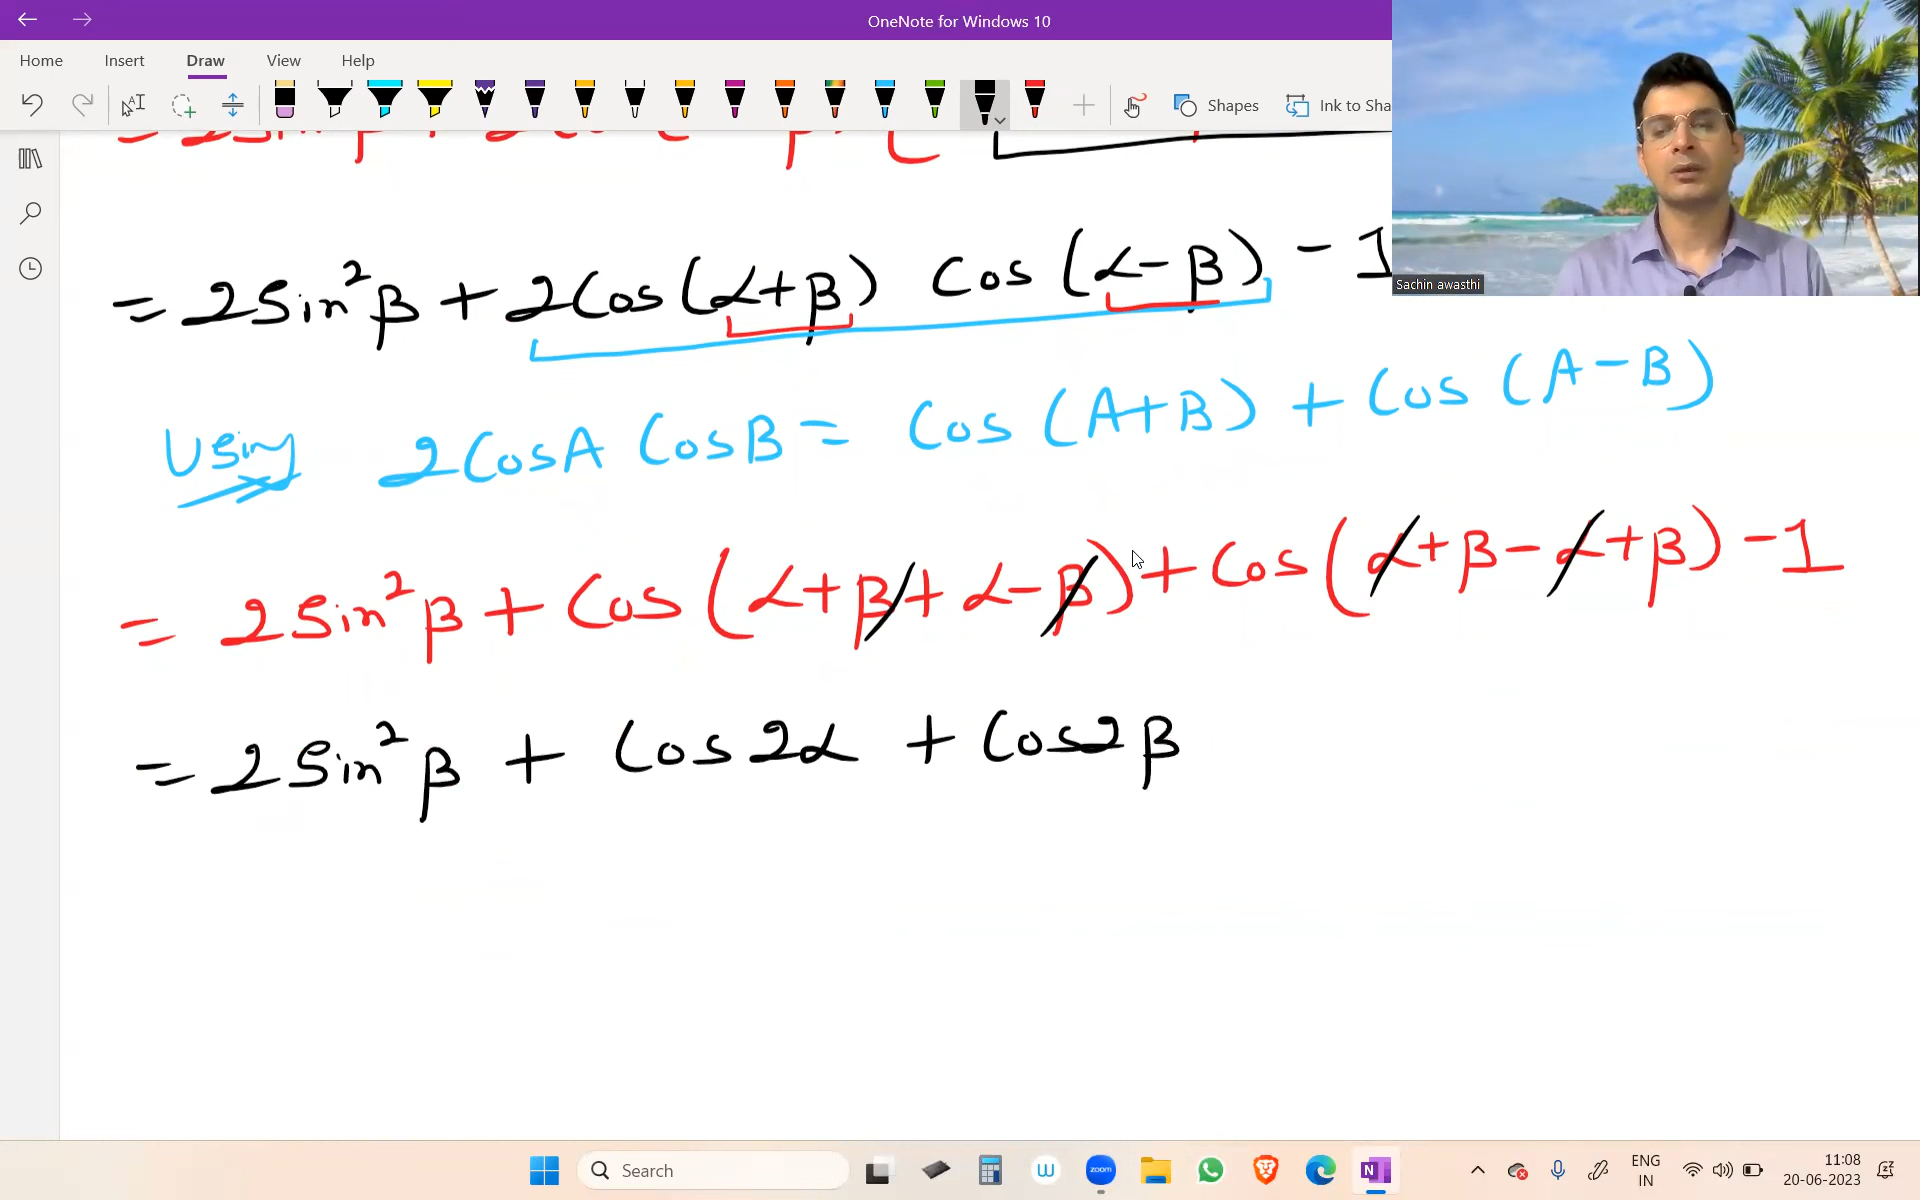 OneNote for Windows 10
Home Insert Draw View Help
Shapes Ink to Sha
= 2Sin²β + 2Cos(α+β) Cos(α-β) - 1
Sachin awasthi
Using 2CosA CosB = Cos(A+B) + Cos(A-B)
= 2Sin²β + Cos(α+β+α-β) + Cos(α+β-α+β) - 1
= 2Sin²β + Cos2α + Cos2β
Search
zoom
ENG
IN
11:08
20-06-2023